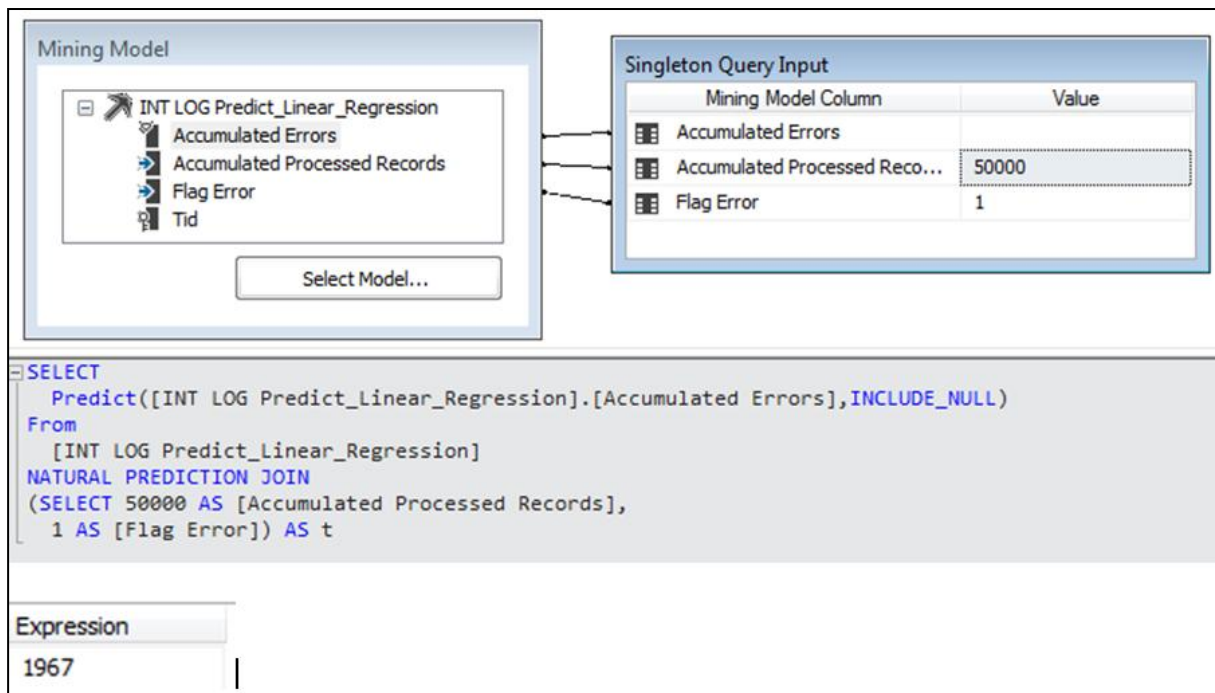 Mining Model
INT LOG Predict_Linear_Regression
Accumulated Errors
Accumulated Processed Records
Flag Error
Tid
Select Model...
Singleton Query Input
Mining Model Column Value
Accumulated Errors
Accumulated Processed Reco... 50000
Flag Error 1
SELECT
Predict([INT LOG Predict_Linear_Regression].[Accumulated Errors],INCLUDE_NULL)
From
[INT LOG Predict_Linear_Regression]
NATURAL PREDICTION JOIN
(SELECT 50000 AS [Accumulated Processed Records],
1 AS [Flag Error]) AS t
Expression
1967